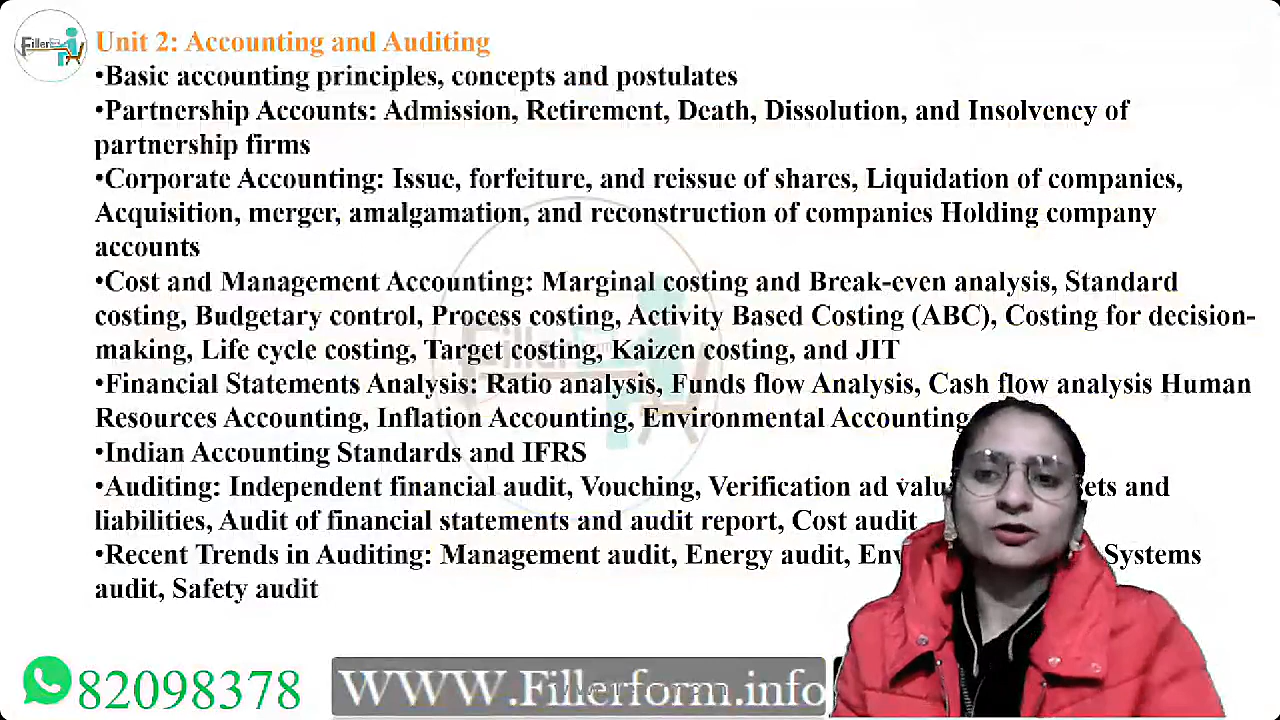 Filler
Unit 2: Accounting and Auditing
•Basic accounting principles, concepts and postulates
•Partnership Accounts: Admission, Retirement, Death, Dissolution, and Insolvency of
partnership firms
•Corporate Accounting: Issue, forfeiture, and reissue of shares, Liquidation of companies,
Acquisition, merger, amalgamation, and reconstruction of companies Holding company
accounts
•Cost and Management Accounting: Marginal costing and Break-even analysis, Standard
costing, Budgetary control, Process costing, Activity Based Costing (ABC), Costing for decision-
making, Life cycle costing, Target costing, Kaizen costing, and JIT
•Financial Statements Analysis: Ratio analysis, Funds flow Analysis, Cash flow analysis Human
Resources Accounting, Inflation Accounting, Environmental Accounting
•Indian Accounting Standards and IFRS
•Auditing: Independent financial audit, Vouching, Verification ad valu ets and
liabilities, Audit of financial statements and audit report, Cost audit
•Recent Trends in Auditing: Management audit, Energy audit, Env Systems
audit, Safety audit
82098378
WWW.Fillerform.info